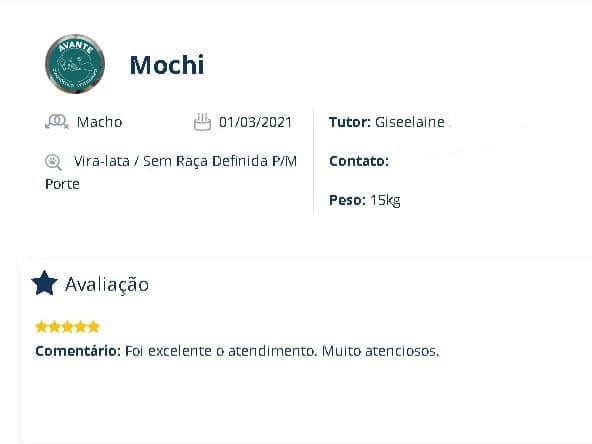 AVANTE
Mochi
Macho
01/03/2021
Tutor: Giseelaine
Vira-lata / Sem Raça Definida P/M
Porte
Contato:
Peso: 15kg
Avaliação
Comentário: Foi excelente o atendimento. Muito atenciosos.